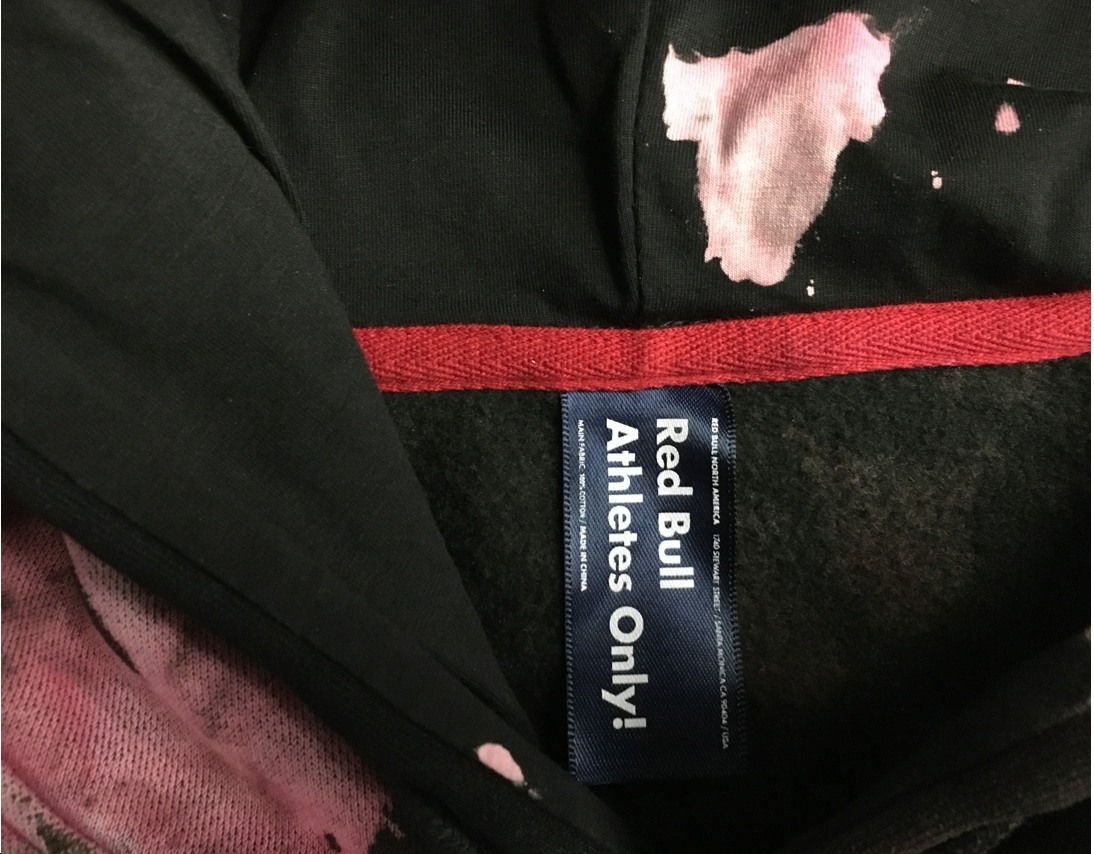 RED BULL NORTH AMERICA 1740 STEWART STREET / SANTA MONICA CA 90404 / USA
Red Bull
Athletes Only!
MAIN FABRIC: 100% COTTON / MADE IN CHINA